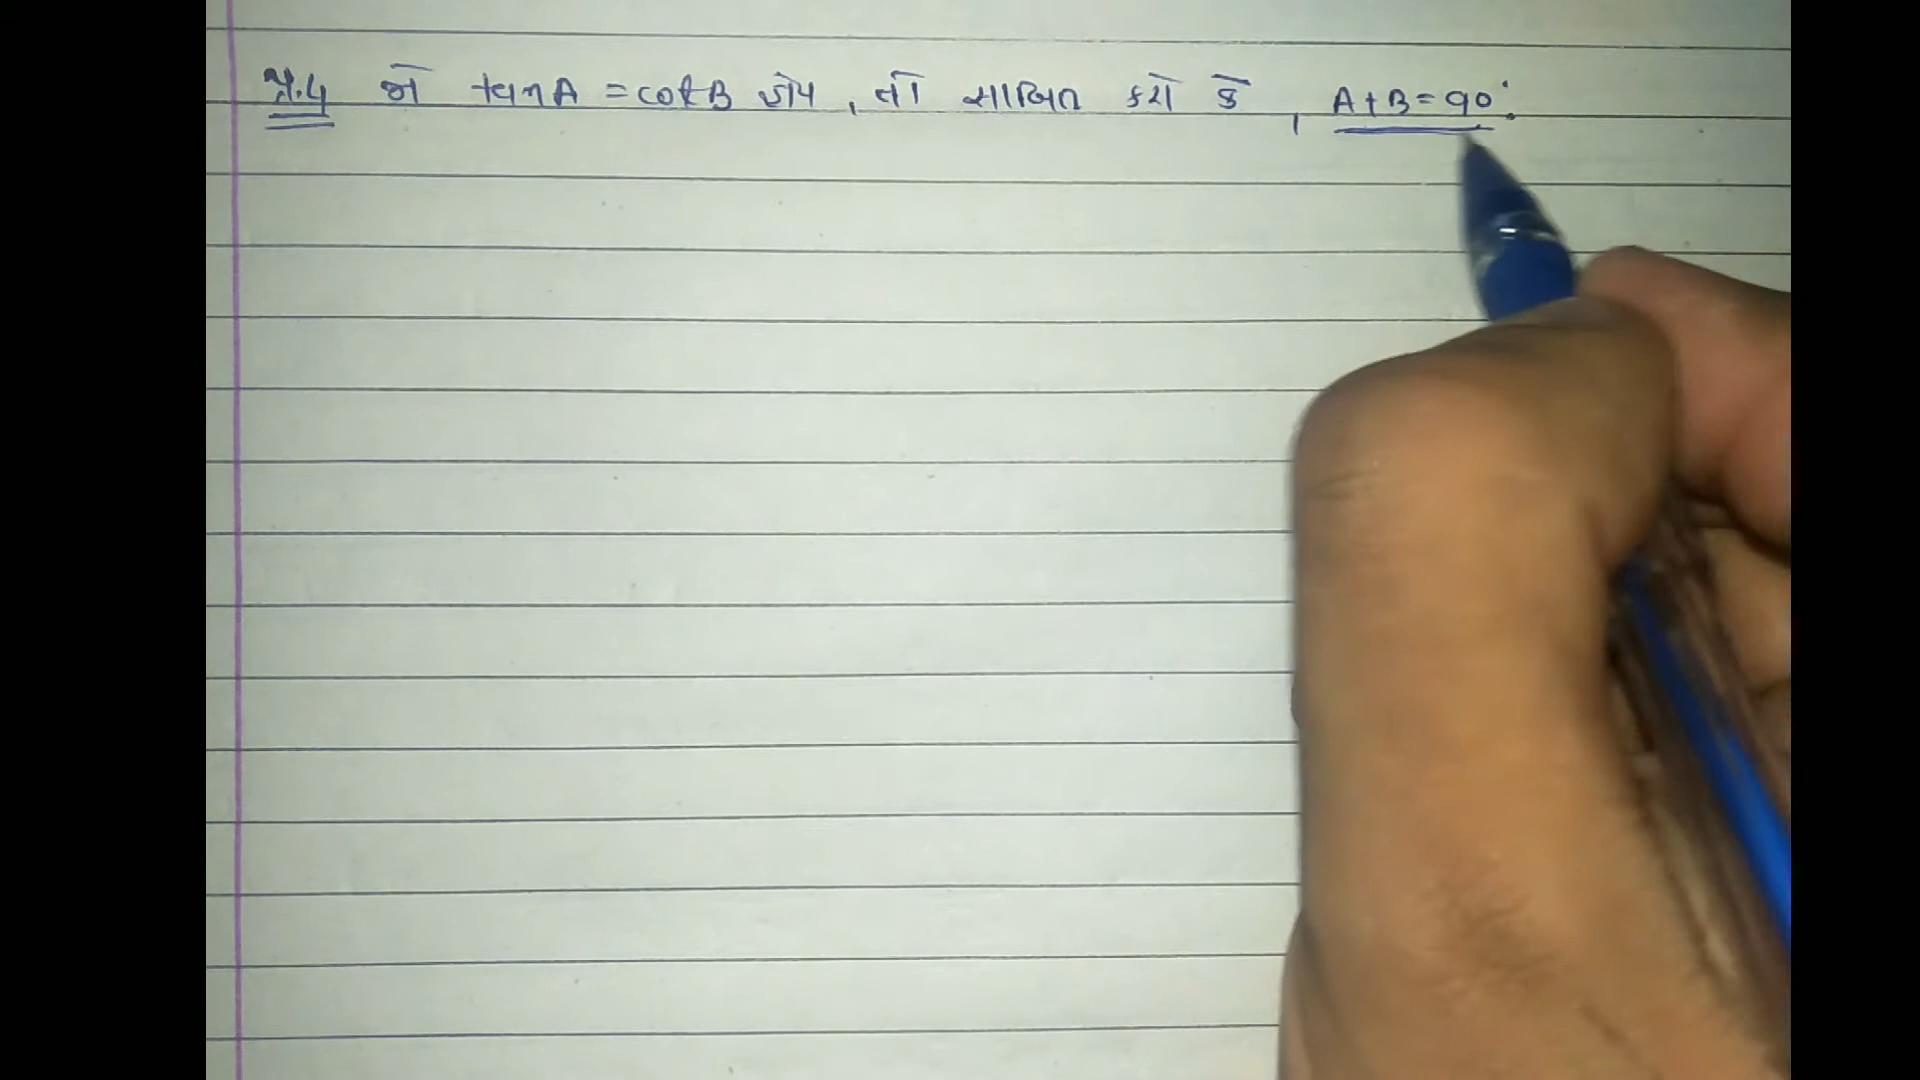 પ્ર.4 જો tanA = cotB હોય, તો સાબિત કરો કે, A+B=90°.